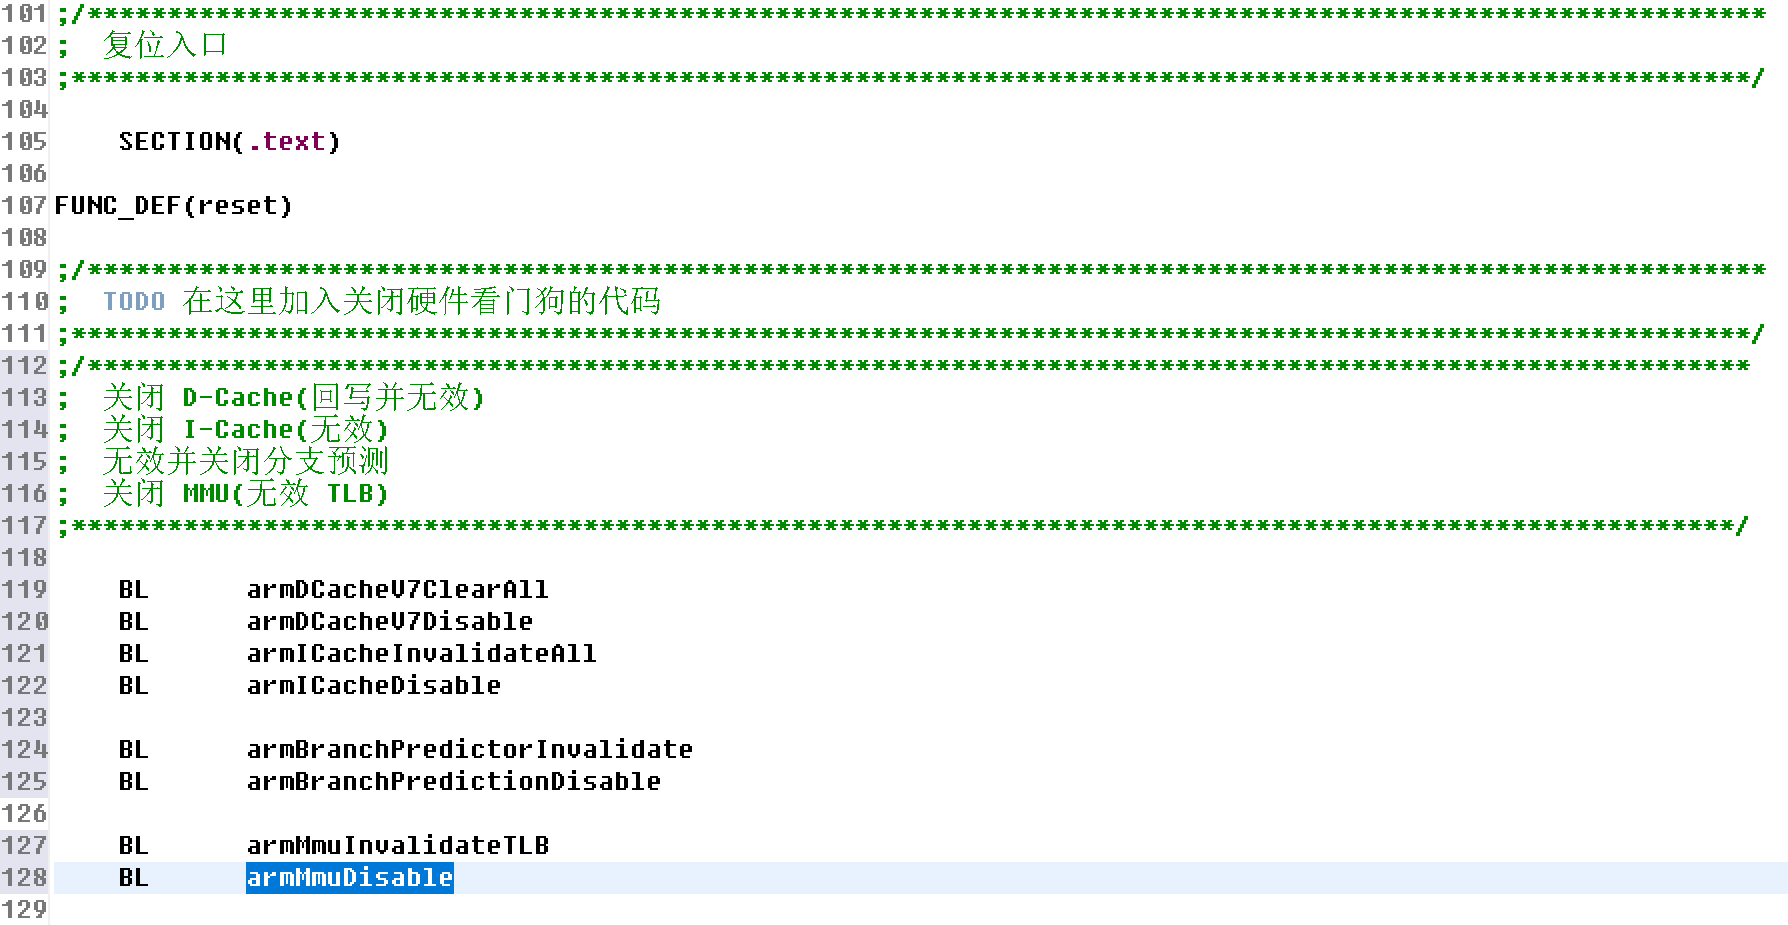 101 ;/*********************************************************************************************************
102 ;  复位入口
103 ;*********************************************************************************************************/
104
105     SECTION(.text)
106
107 FUNC_DEF(reset)
108
109 ;/*********************************************************************************************************
110 ;  TODO 在这里加入关闭硬件看门狗的代码
111 ;*********************************************************************************************************/
112 ;/********************************************************************************************************
113 ;  关闭 D-Cache(回写并无效)
114 ;  关闭 I-Cache(无效)
115 ;  无效并关闭分支预测
116 ;  关闭 MMU(无效 TLB)
117 ;********************************************************************************************************/
118
119     BL      armDCacheV7ClearAll
120     BL      armDCacheV7Disable
121     BL      armICacheInvalidateAll
122     BL      armICacheDisable
123
124     BL      armBranchPredictorInvalidate
125     BL      armBranchPredictionDisable
126
127     BL      armMmuInvalidateTLB
128     BL      armMmuDisable
129